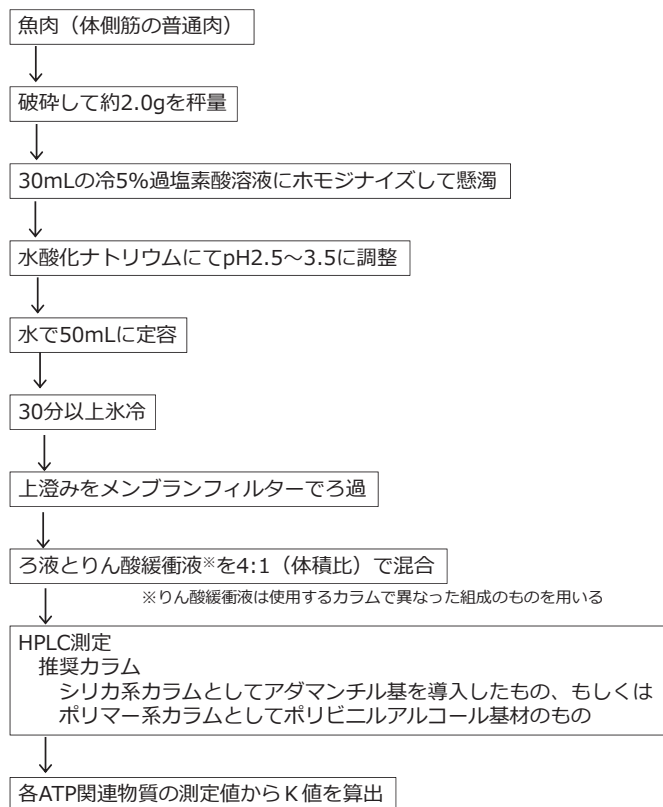 魚肉（体側筋の普通肉）
破砕して約2.0gを秤量
30mLの冷5%過塩素酸溶液にホモジナイズして懸濁
水酸化ナトリウムにてpH2.5～3.5に調整
水で50mLに定容
30分以上氷冷
上澄みをメンブランフィルターでろ過
ろ液とりん酸緩衝液※を4:1（体積比）で混合
※りん酸緩衝液は使用するカラムで異なった組成のものを用いる
HPLC測定
推奨カラム
シリカ系カラムとしてアダマンチル基を導入したもの、もしくは
ポリマー系カラムとしてポリビニルアルコール基材のもの
各ATP関連物質の測定値からＫ値を算出